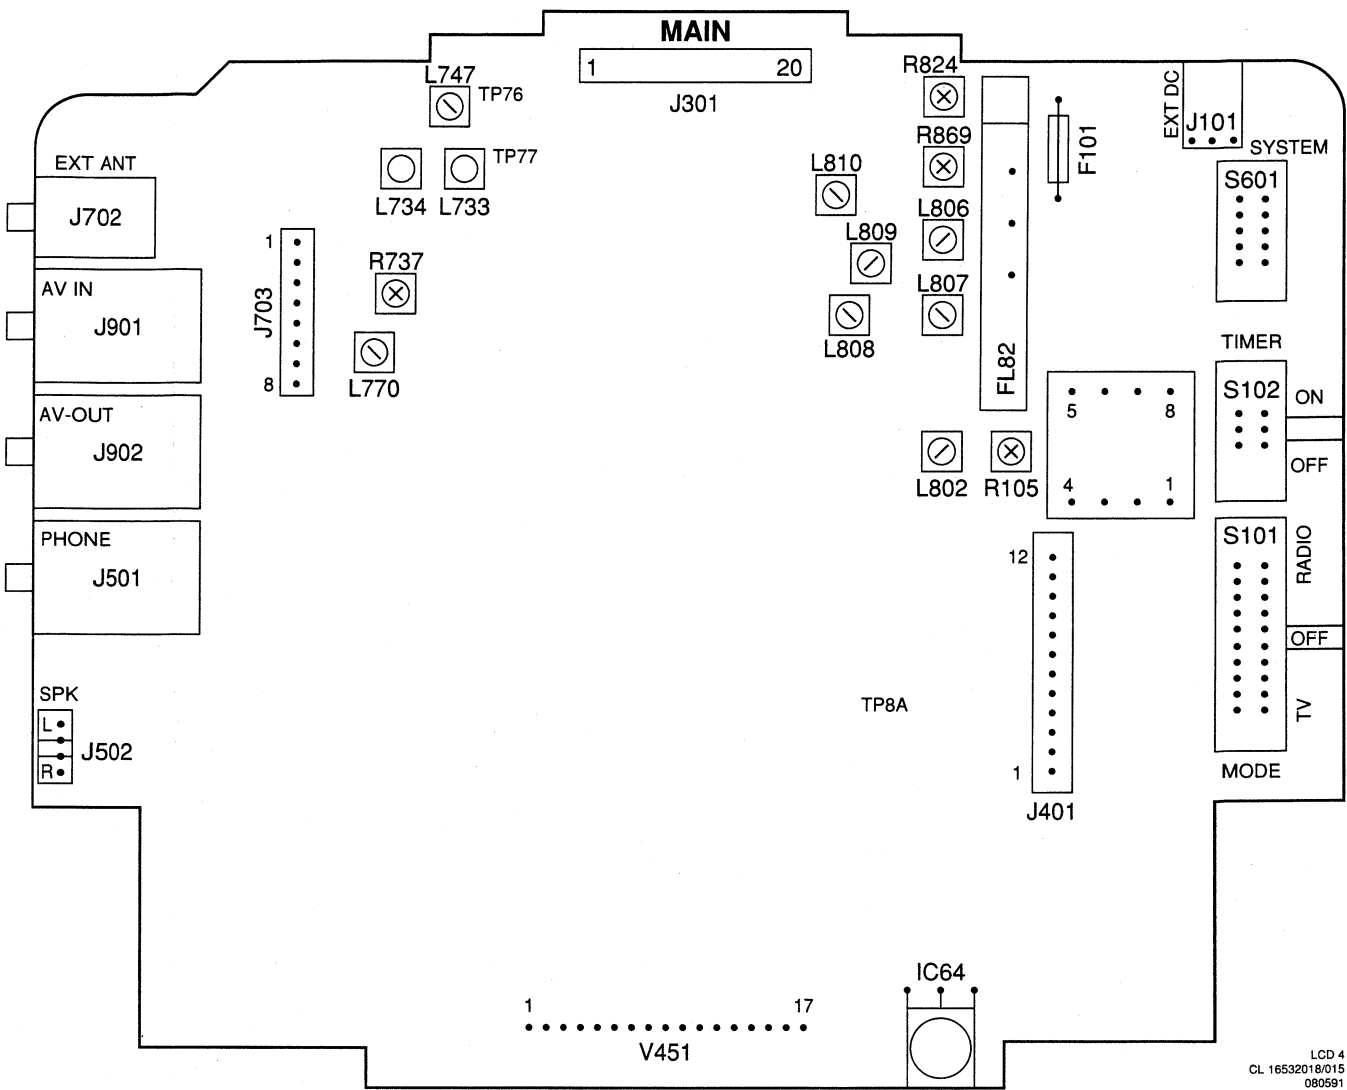 MAIN
1 20
J301
L747
TP76
TP77
L734 L733
EXT ANT
J702
AV IN
J901
AV-OUT
J902
PHONE
J501
SPK
L
R
J502
1
8
J703
R737
L770
R824
R869
L810
L806
L809
L807
L808
FL82
F101
EXT DC
J101
SYSTEM
S601
TIMER
S102
ON
OFF
5 8
4 1
L802 R105
S101
RADIO
OFF
TV
MODE
12
1
J401
TP8A
IC64
1 17
V451
LCD 4
CL 16532018/015
080591